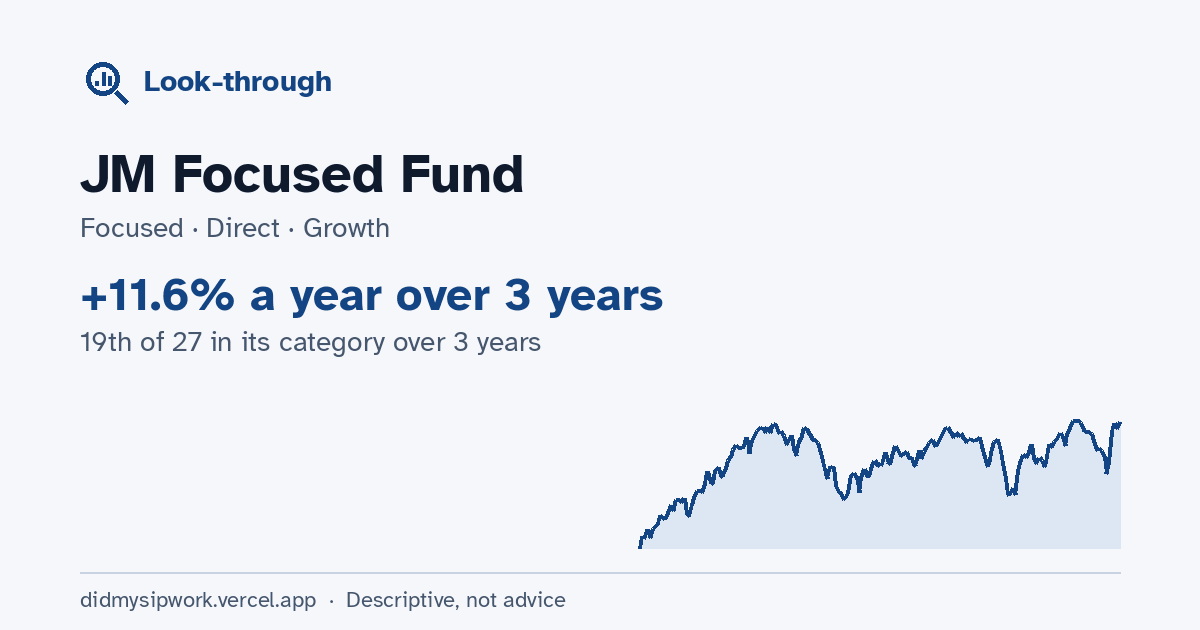 Look-through
JM Focused Fund
Focused · Direct · Growth
+11.6% a year over 3 years
19th of 27 in its category over 3 years
didmysipwork.vercel.app · Descriptive, not advice